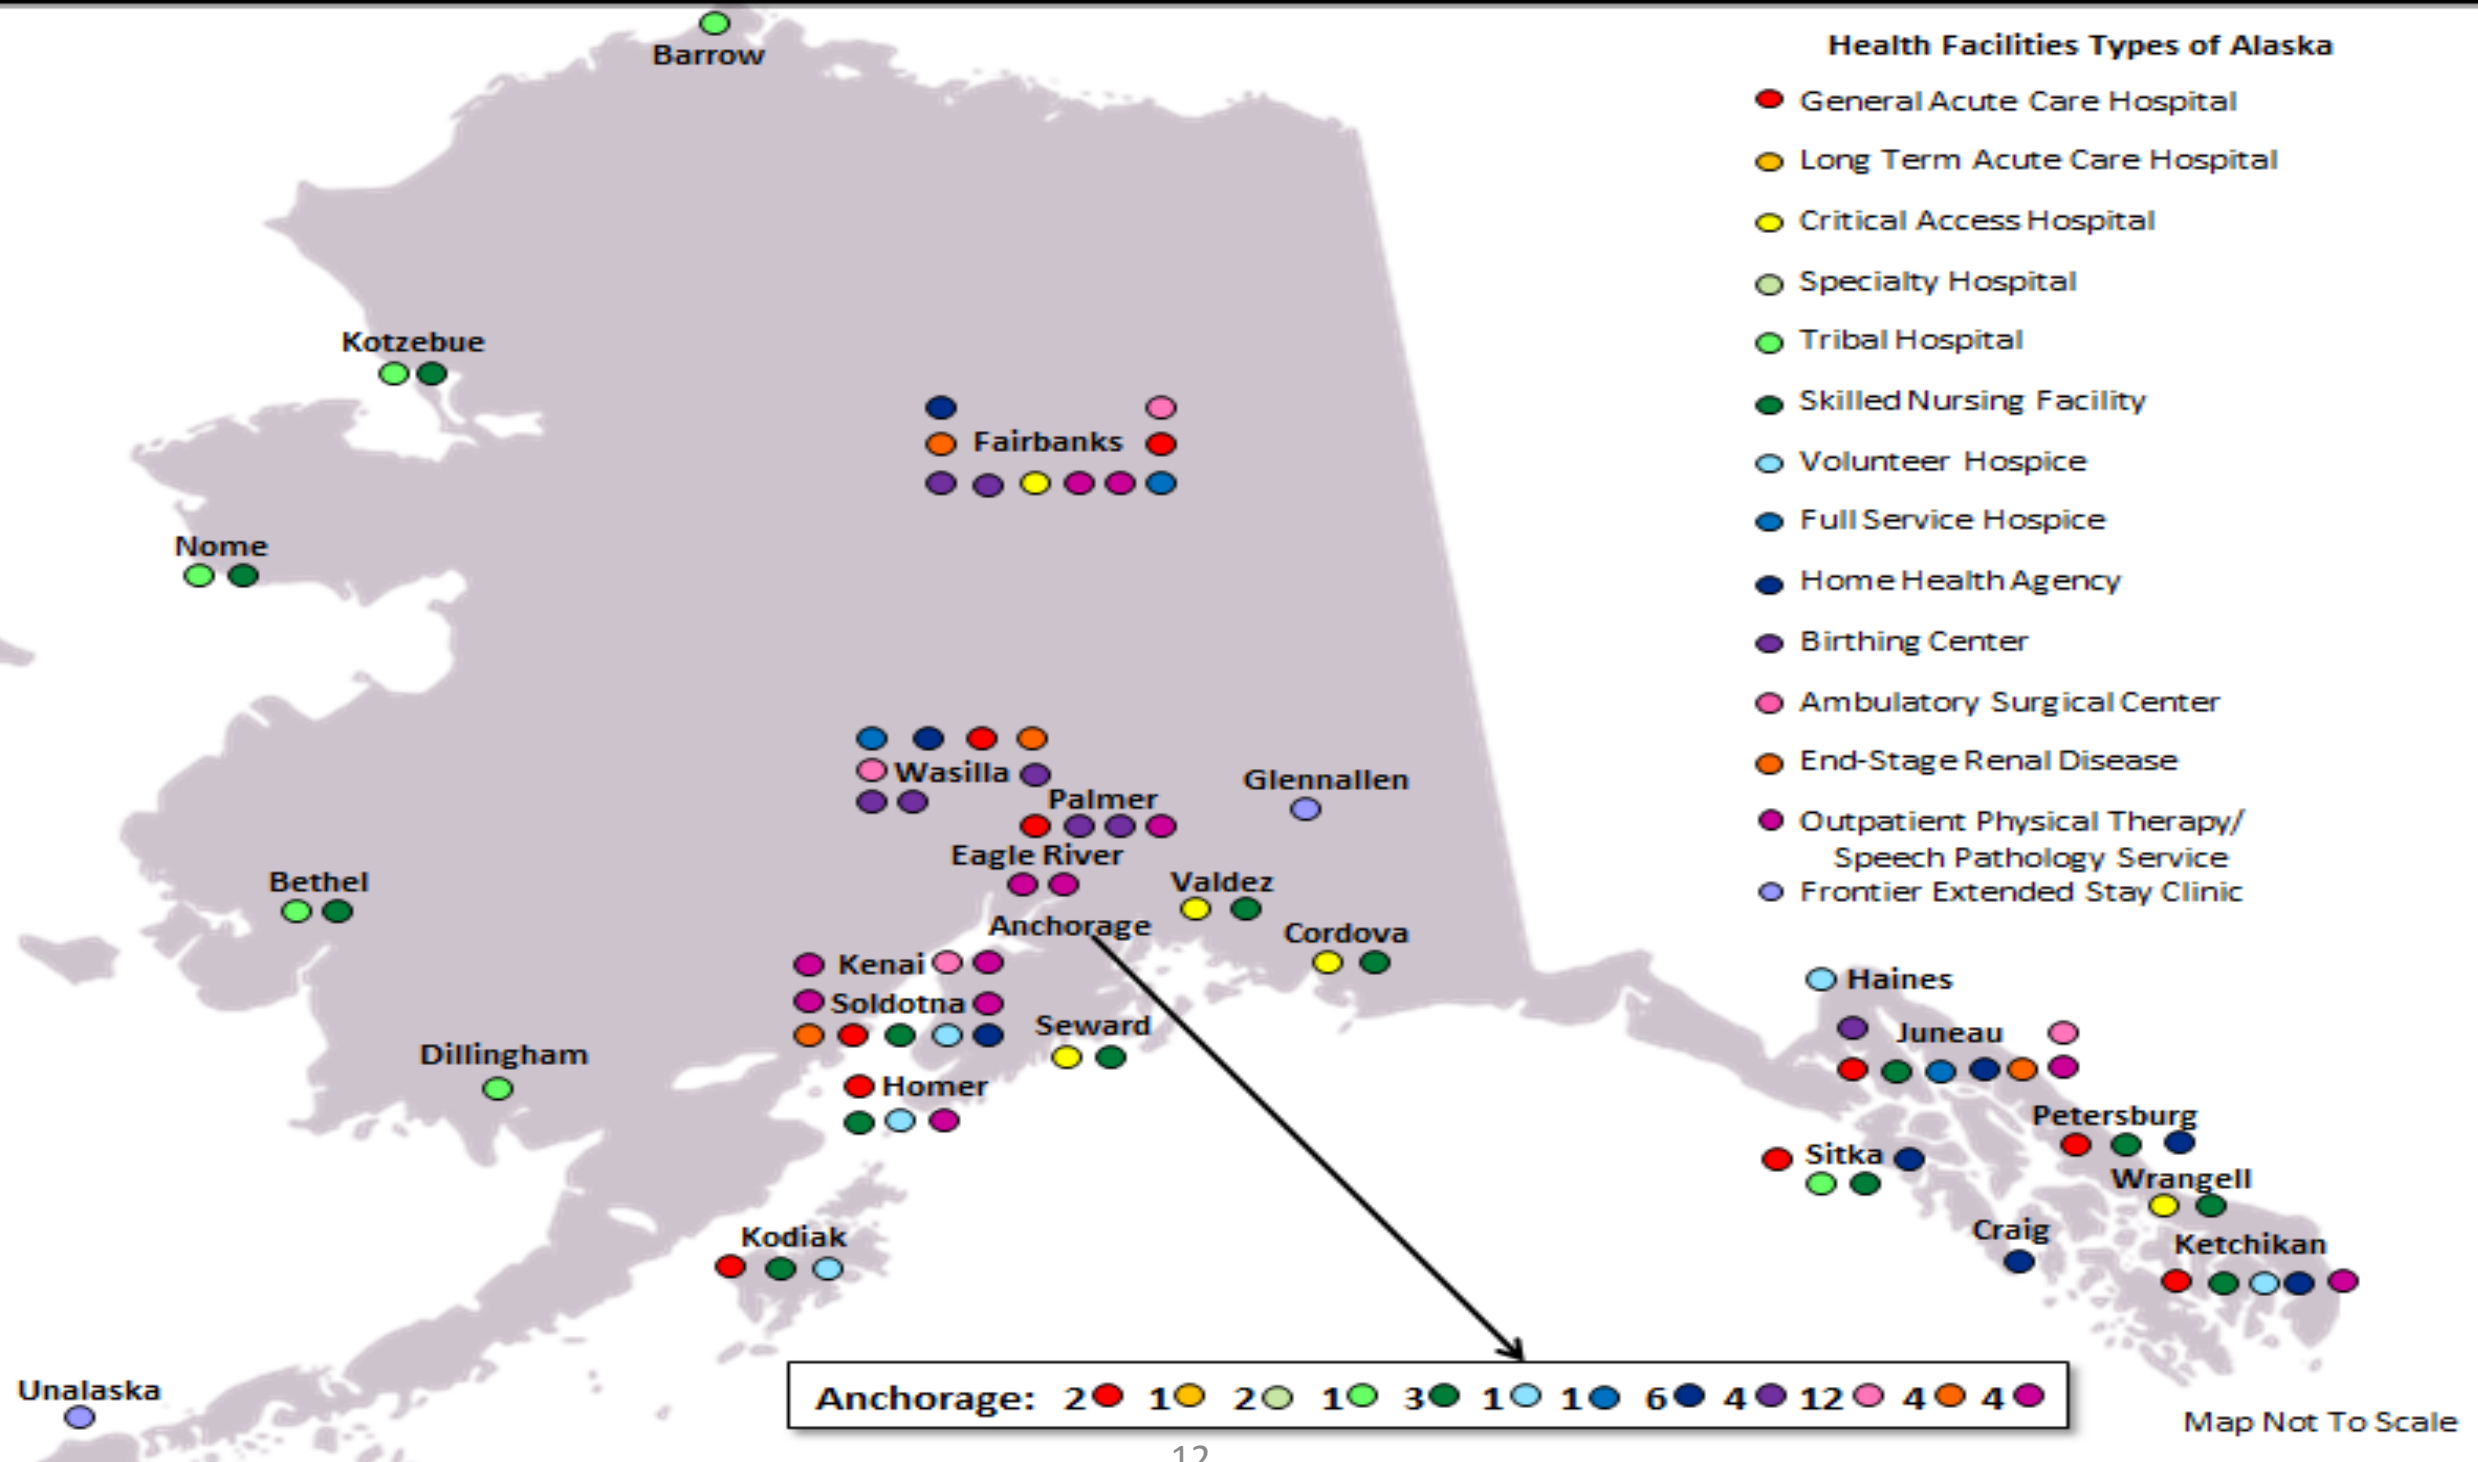 Barrow
Health Facilities Types of Alaska
General Acute Care Hospital
Long Term Acute Care Hospital
Critical Access Hospital
Specialty Hospital
Tribal Hospital
Skilled Nursing Facility
Volunteer Hospice
Full Service Hospice
Home Health Agency
Birthing Center
Ambulatory Surgical Center
End-Stage Renal Disease
Outpatient Physical Therapy/
Speech Pathology Service
Frontier Extended Stay Clinic
Kotzebue
Fairbanks
Nome
Wasilla
Glennallen
Palmer
Eagle River
Bethel
Valdez
Anchorage
Cordova
Kenai
Soldotna
Seward
Dillingham
Homer
Kodiak
Unalaska
Haines
Juneau
Petersburg
Sitka
Wrangell
Craig
Ketchikan
Anchorage: 2 1 2 1 3 1 1 6 4 12 4 4
Map Not To Scale
12